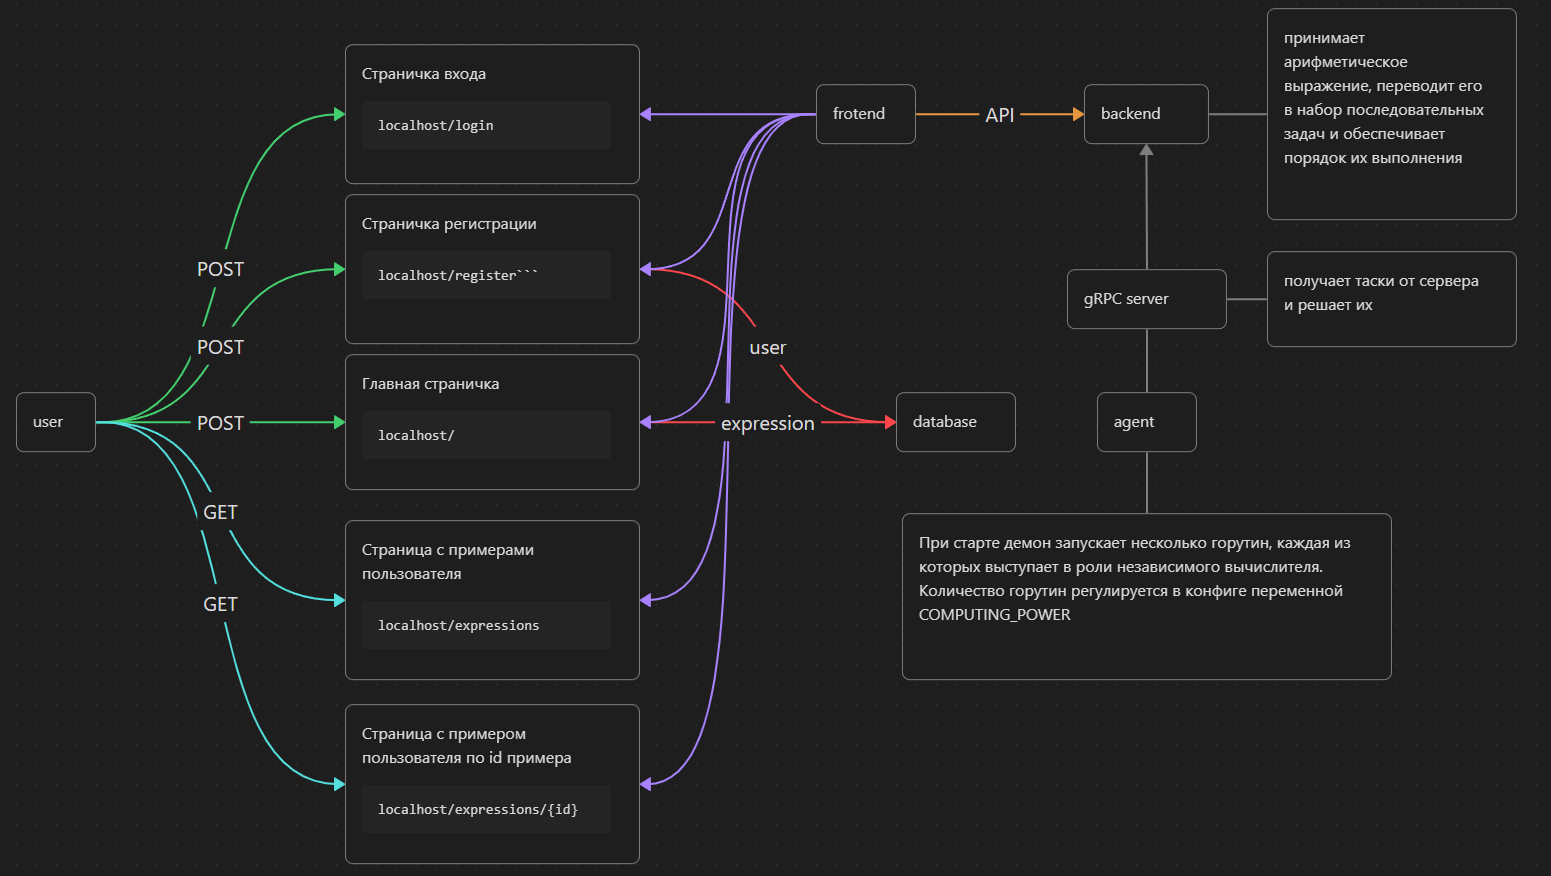 user
POST
POST
POST
GET
GET
Страничка входа
localhost/login
Страничка регистрации
localhost/register```
Главная страничка
localhost/
Страница с примерами
пользователя
localhost/expressions
Страница с примером
пользователя по id примера
localhost/expressions/{id}
frotend
API
backend
принимает
арифметическое
выражение, переводит его
в набор последовательных
задач и обеспечивает
порядок их выполнения
user
expression
database
gRPC server
получает таски от сервера
и решает их
agent
При старте демон запускает несколько горутин, каждая из
которых выступает в роли независимого вычислителя.
Количество горутин регулируется в конфиге переменной
COMPUTING_POWER